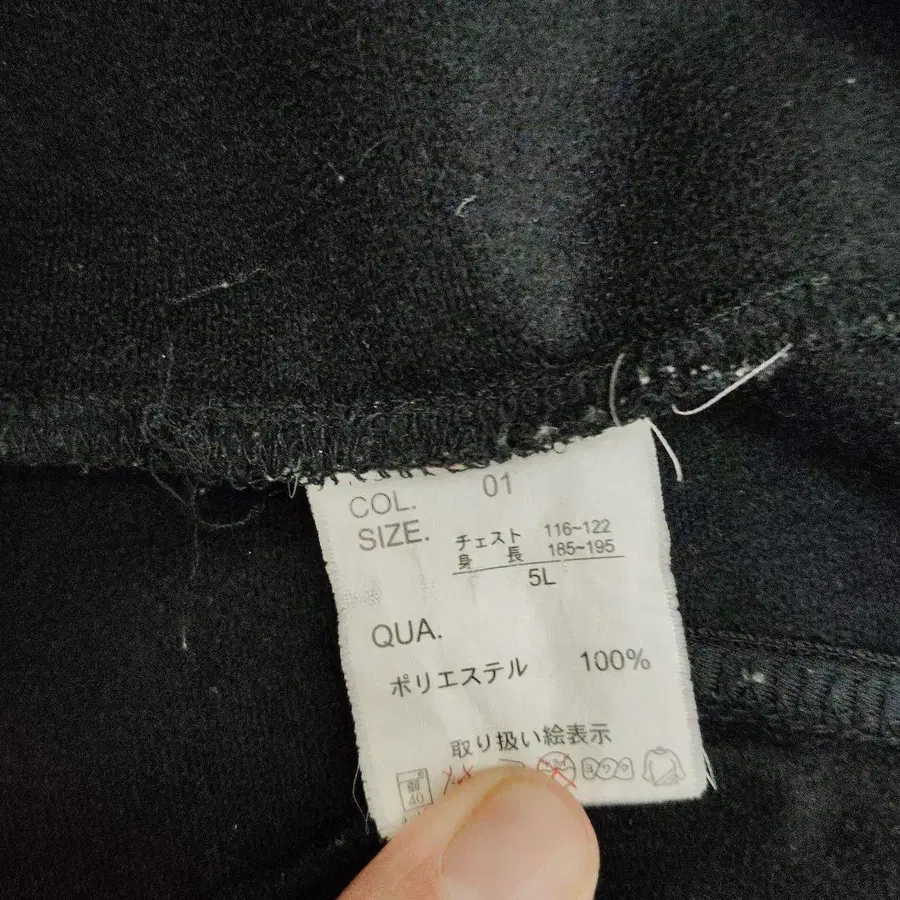 COL. 01
SIZE.
チェスト 116~122
身長 185~195
5L
QUA.
ポリエステル 100%
取り扱い絵表示
40